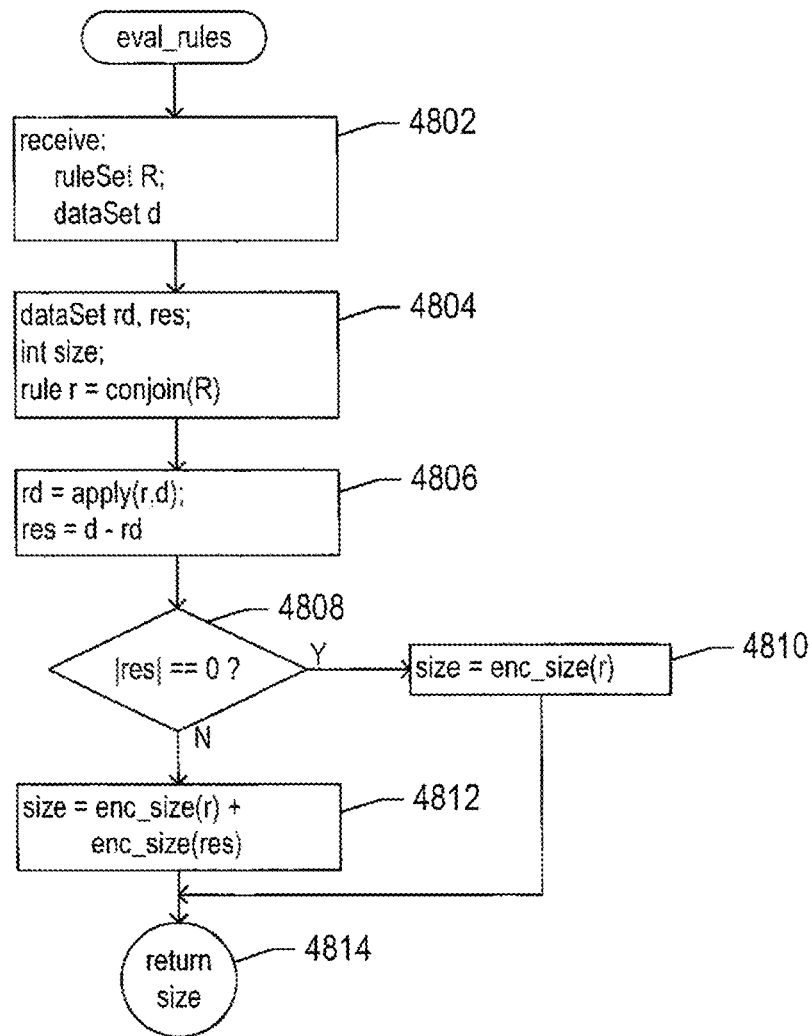 eval_rules
receive:
ruleSet R;
dataSet d
4802
dataSet rd, res;
int size;
rule r = conjoin(R)
4804
rd = apply(r,d);
res = d - rd
4806
4808
|res| == 0 ?
Y
N
size = enc_size(r)
4810
size = enc_size(r) +
enc_size(res)
4812
return
size
4814